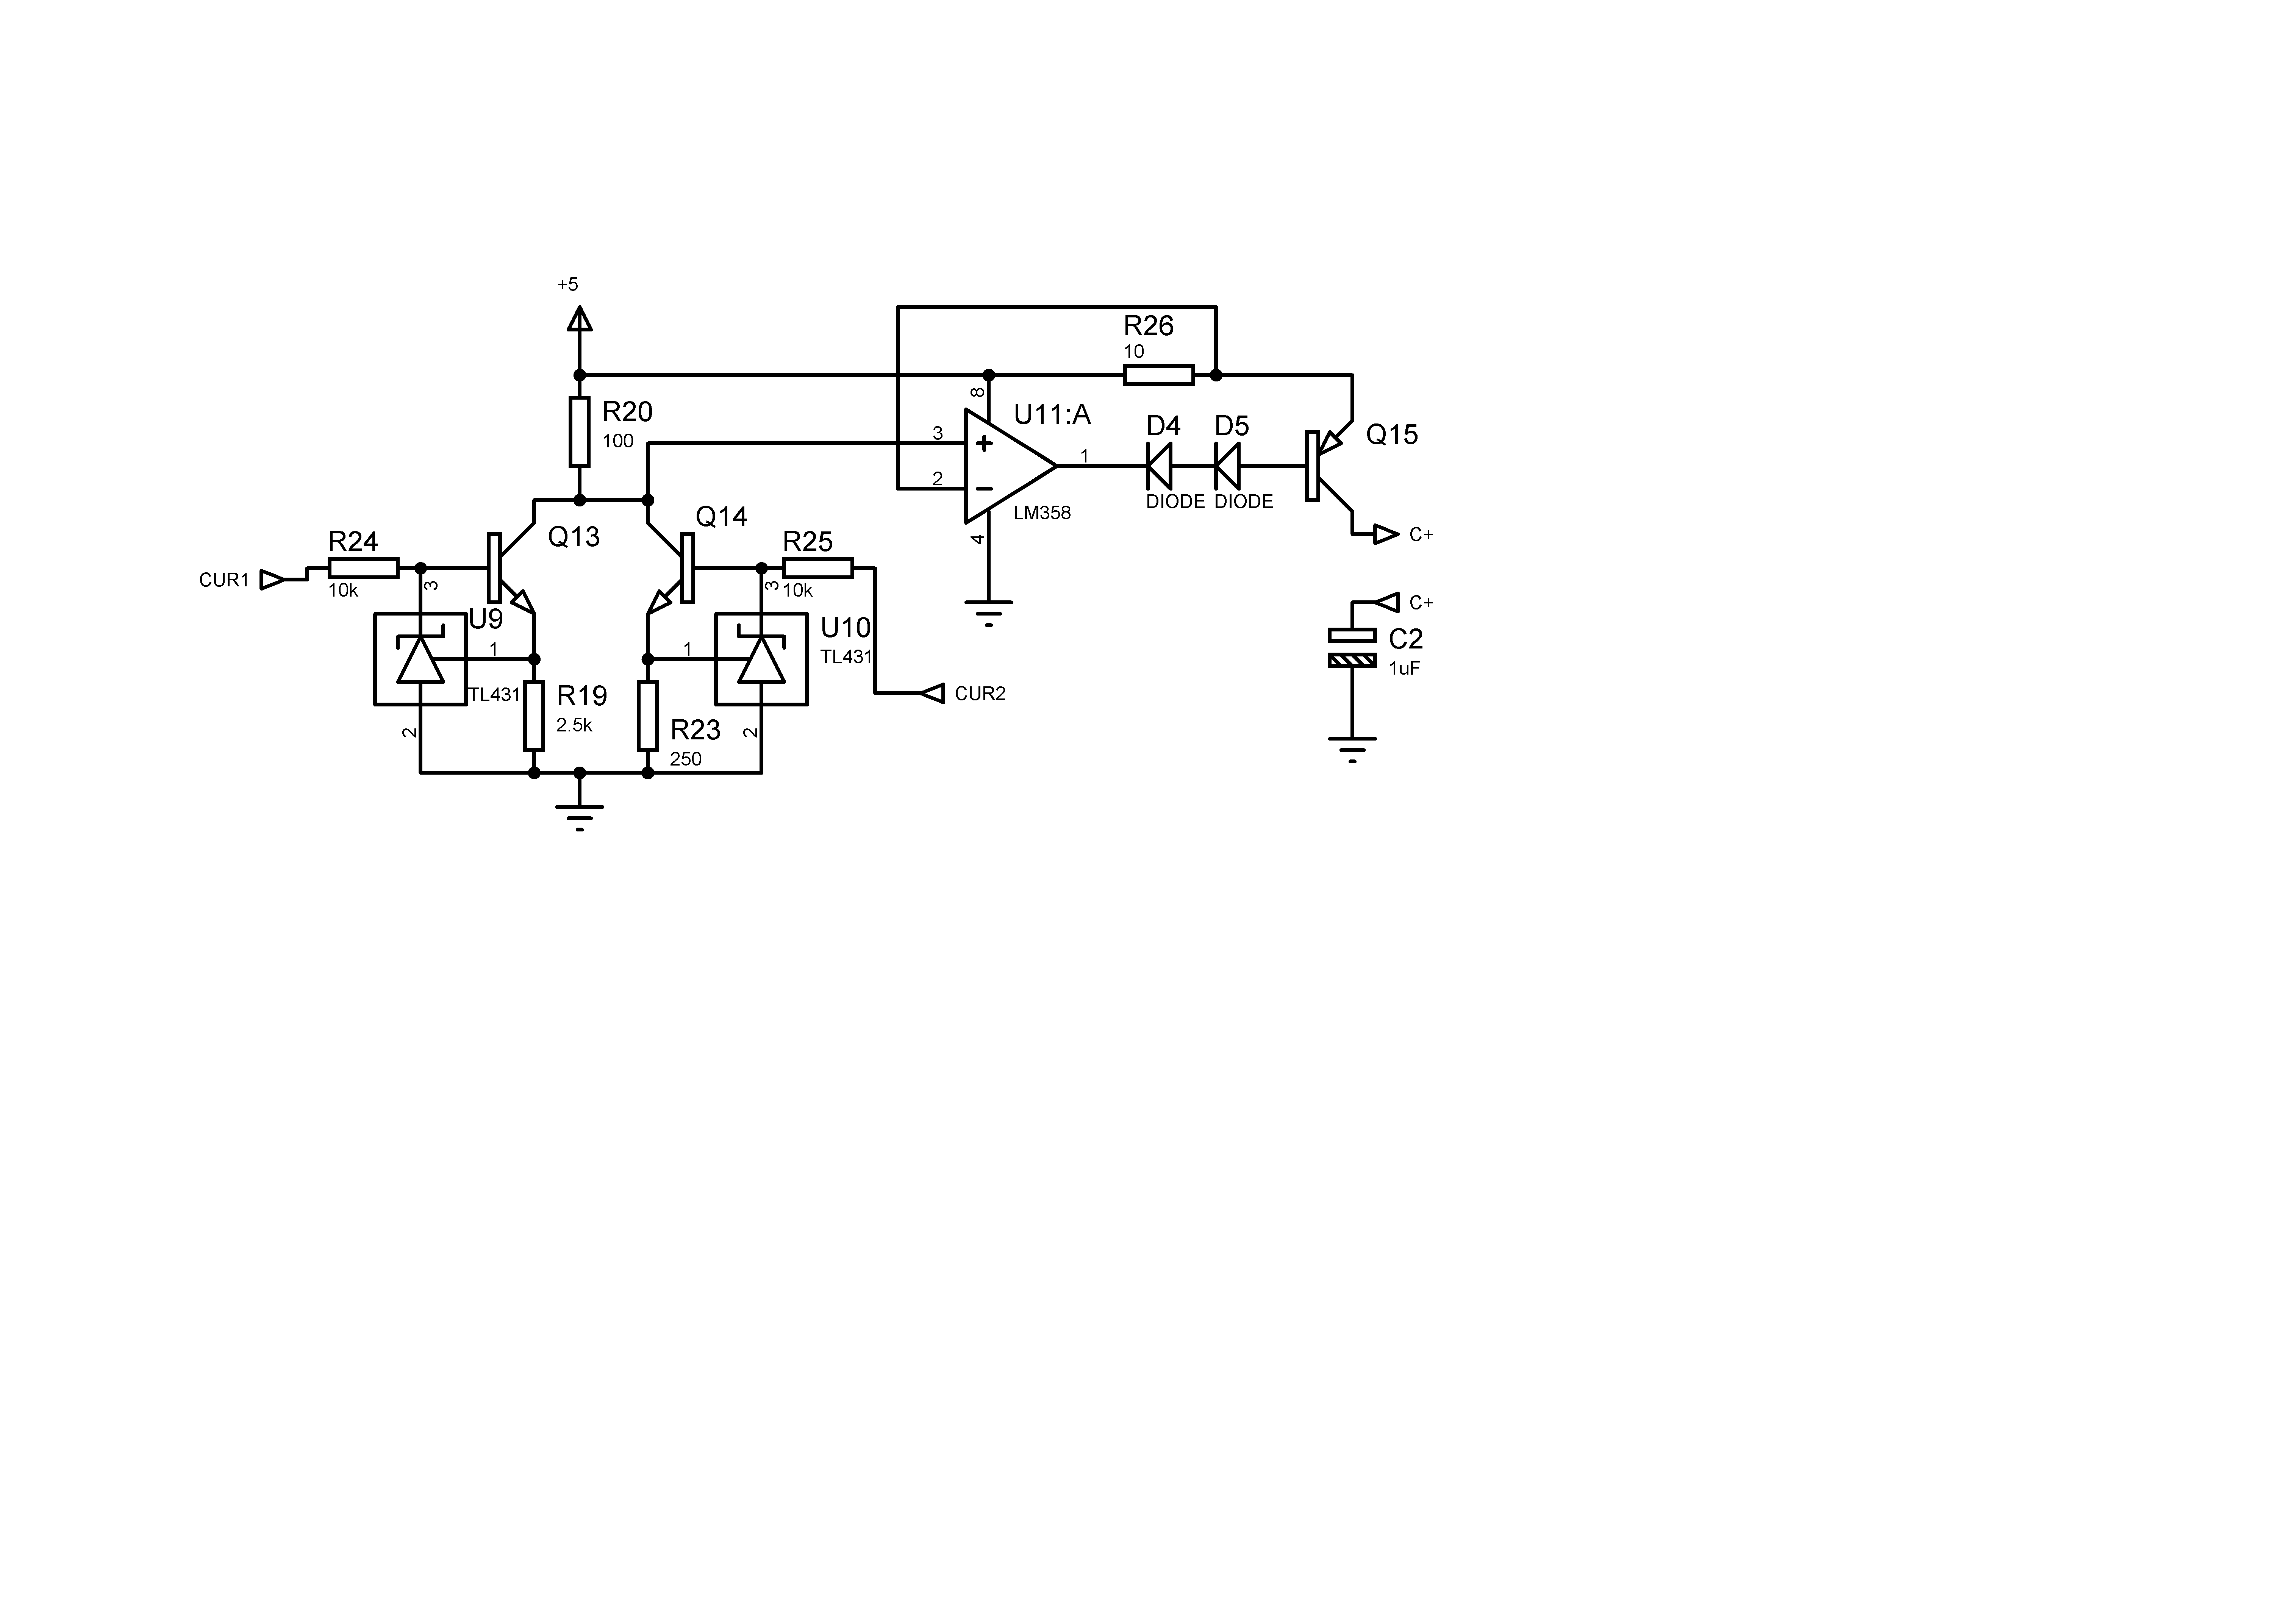 +5
R26
10
8
R20
100
U11:A
3
D4
D5
Q15
1
2
DIODE
DIODE
LM358
Q14
Q13
4
C+
R24
10k
R25
10k
CUR1
3
3
C+
U9
U10
TL431
C2
1uF
1
1
TL431
R19
2.5k
CUR2
R23
250
2
2